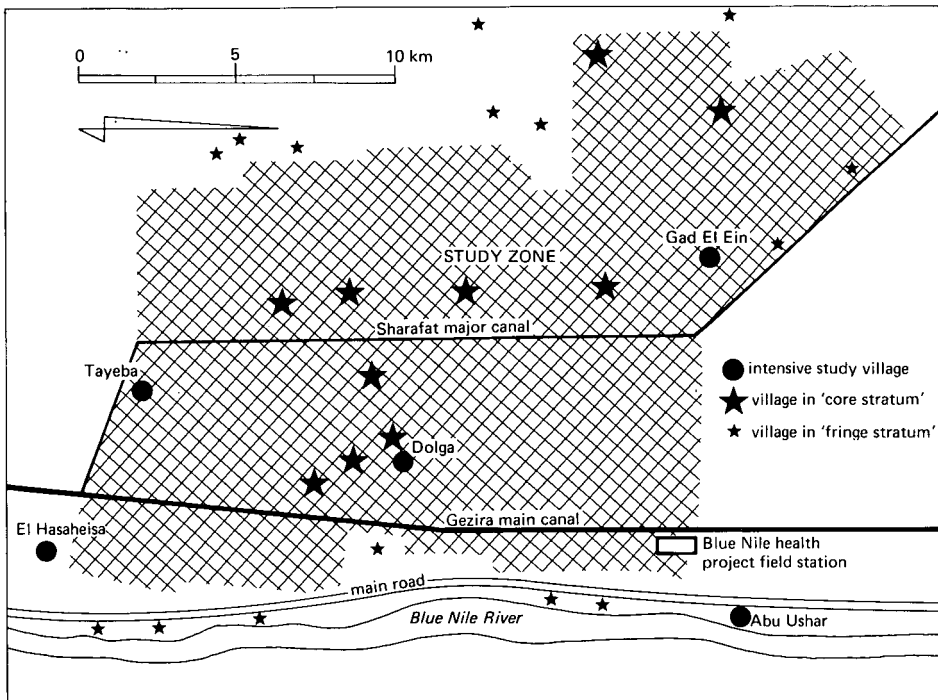 0 5 10 km
Gad El Ein
STUDY ZONE
Sharafat major canal
Tayeba
intensive study village
village in 'core stratum'
village in 'fringe stratum'
Dolga
Gezira main canal
El Hasaheisa
Blue Nile health
project field station
main road
Blue Nile River
Abu Ushar